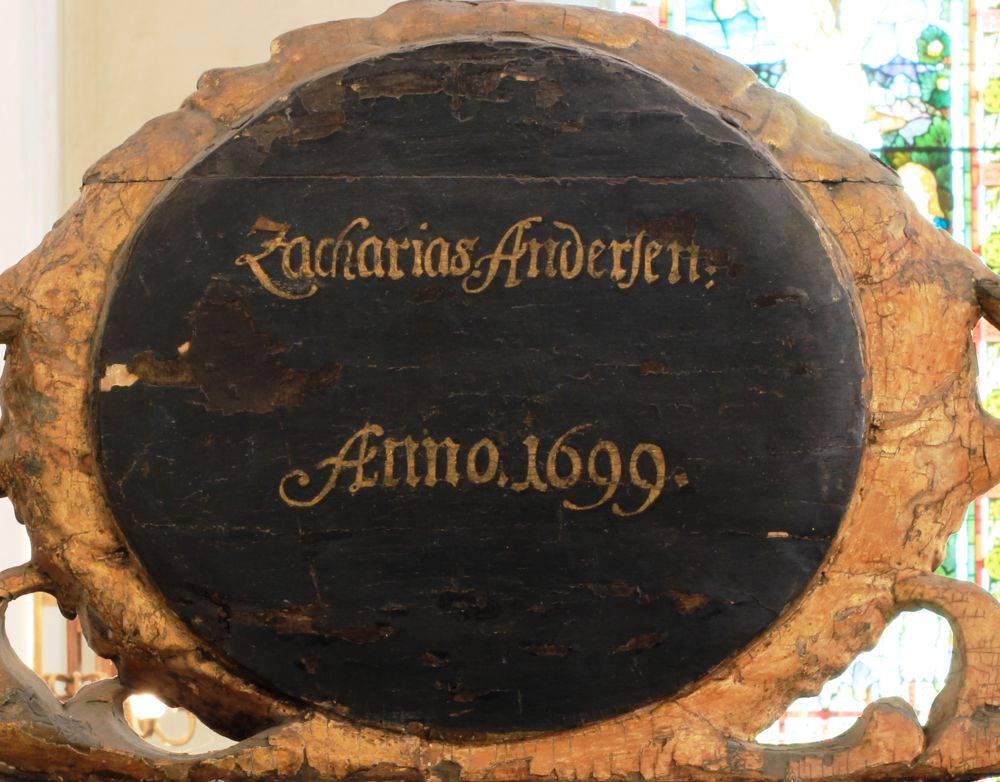 Zacharias. Anderſen:
Anno. 1699.